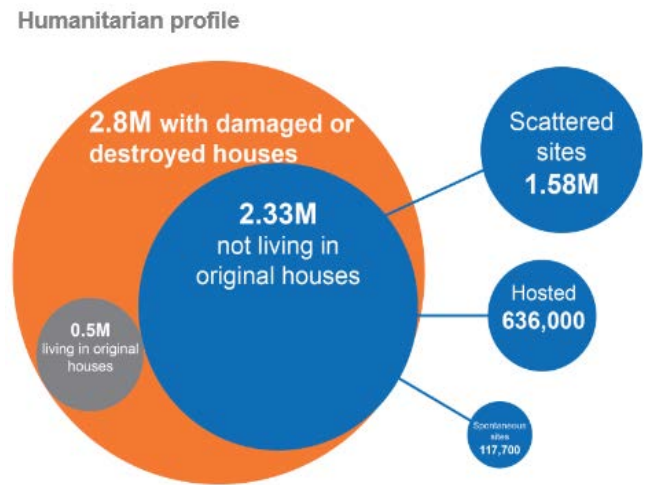 Humanitarian profile
2.8M with damaged or
destroyed houses
2.33M
not living in
original houses
0.5M
living in original
houses
Scattered
sites
1.58M
Hosted
636,000
Spontaneous
sites
117,700